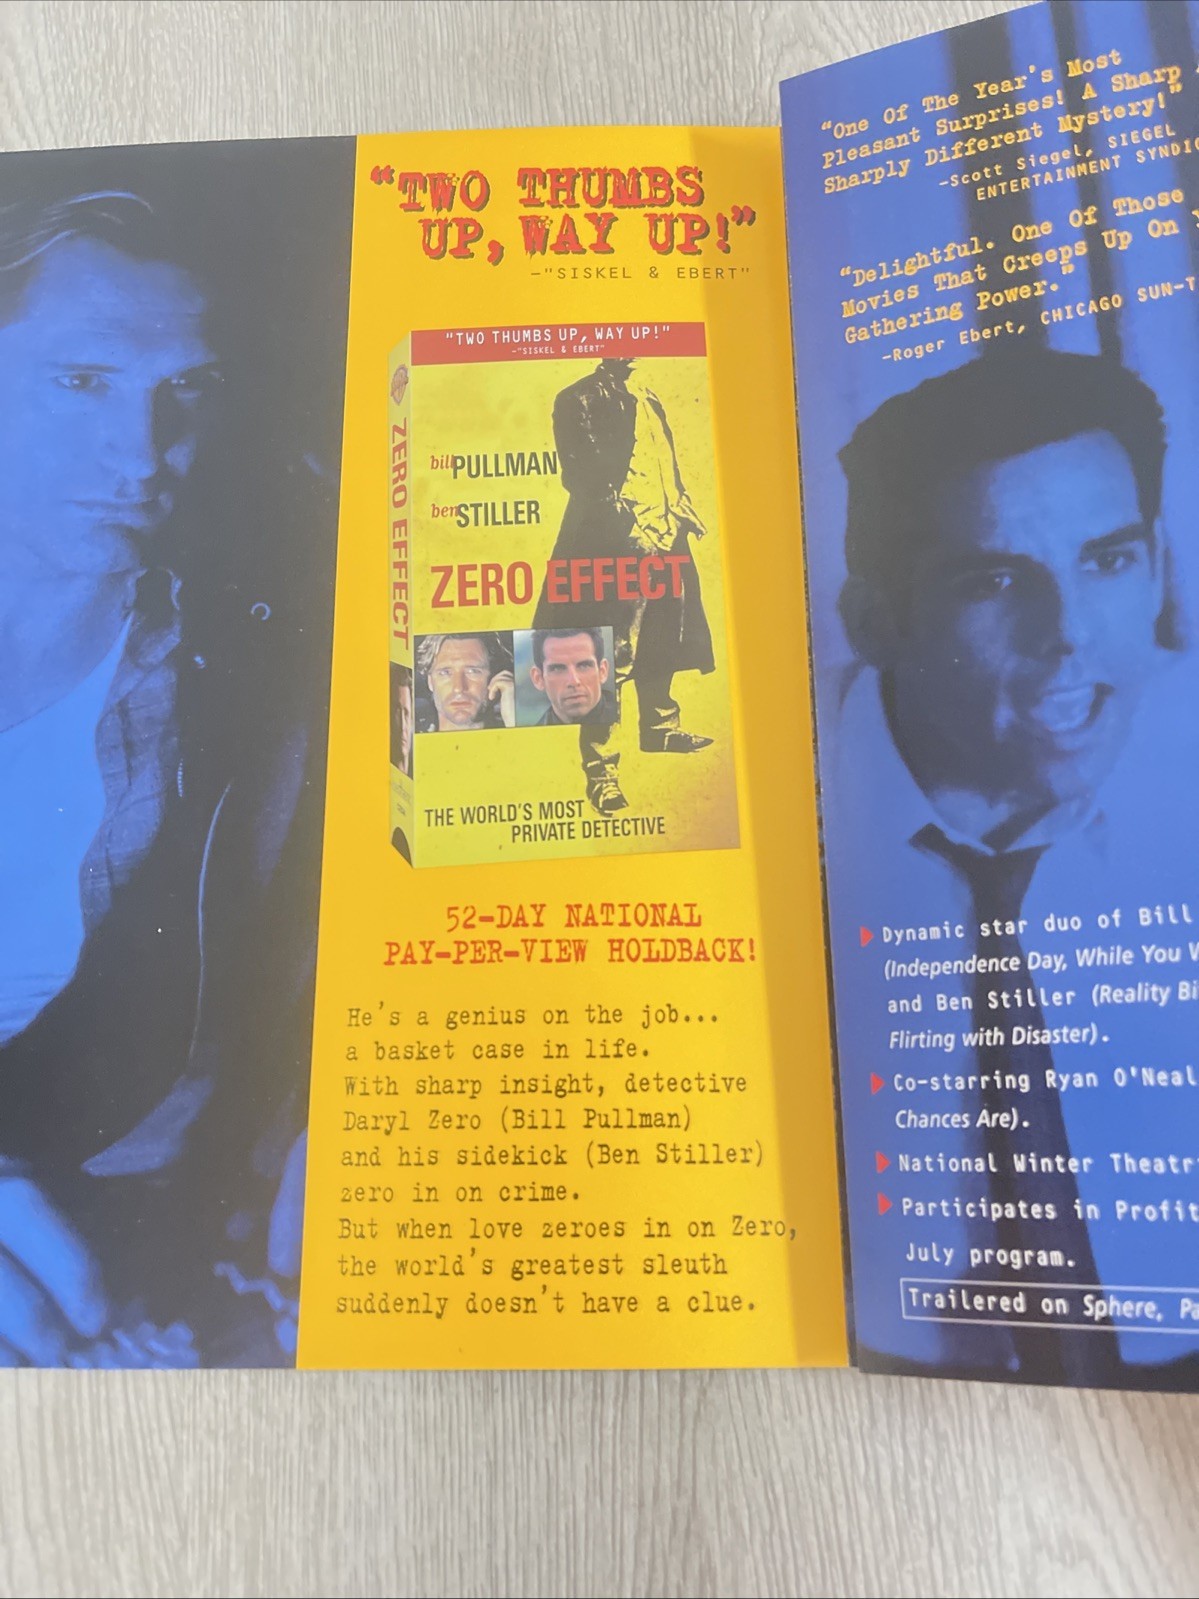 “TWO THUMBS
UP, WAY UP!”
—"SISKEL & EBERT"
"TWO THUMBS UP, WAY UP!"
—"SISKEL & EBERT"
ZERO EFFECT
bill PULLMAN
ben STILLER
ZERO EFFECT
THE WORLD'S MOST
PRIVATE DETECTIVE
52-DAY NATIONAL
PAY-PER-VIEW HOLDBACK!
He's a genius on the job...
a basket case in life.
With sharp insight, detective
Daryl Zero (Bill Pullman)
and his sidekick (Ben Stiller)
zero in on crime.
But when love zeroes in on Zero,
the world's greatest sleuth
suddenly doesn't have a clue.
“One Of The Year's Most
Pleasant Surprises! A Sharp
Sharply Different Mystery!”
—Scott Siegel, SIEGEL
ENTERTAINMENT SYNDIC
“Delightful. One Of Those
Movies That Creeps Up On
Gathering Power.”
—Roger Ebert, CHICAGO SUN-T
Dynamic star duo of Bill
(Independence Day, While You
and Ben Stiller (Reality Bi
Flirting with Disaster).
Co-starring Ryan O'Neal
Chances Are).
National Winter Theatr
Participates in Profit
July program.
Trailered on Sphere, Pa